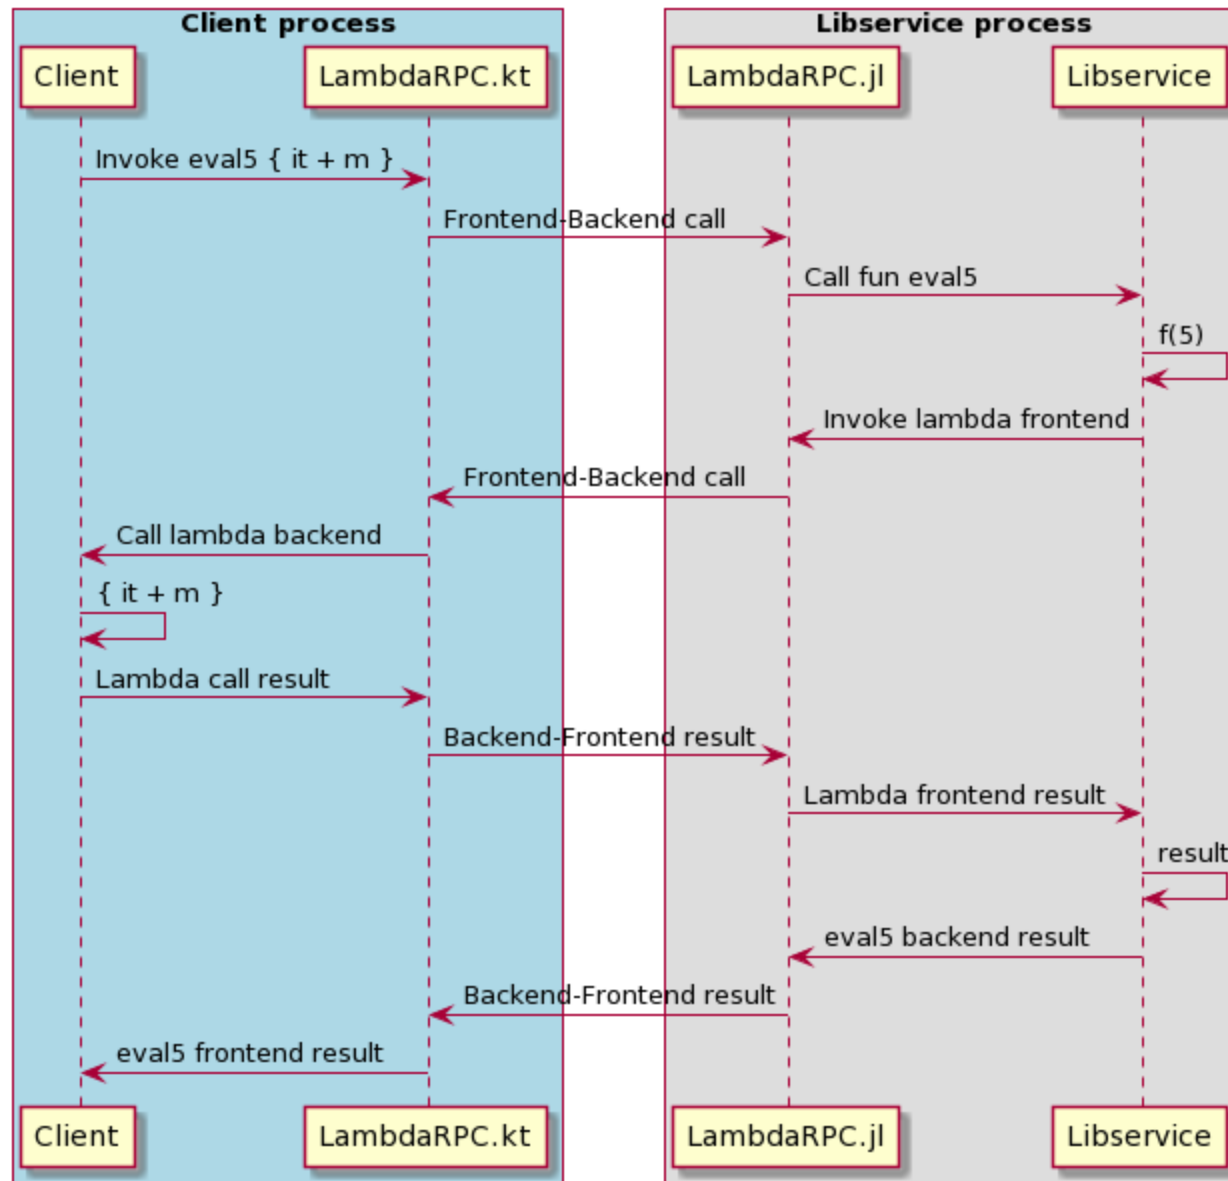 Client process
Libservice process
Client
LambdaRPC.kt
LambdaRPC.jl
Libservice
Invoke eval5 { it + m }
Frontend-Backend call
Call fun eval5
f(5)
Invoke lambda frontend
Frontend-Backend call
Call lambda backend
{ it + m }
Lambda call result
Backend-Frontend result
Lambda frontend result
result
eval5 backend result
Backend-Frontend result
eval5 frontend result
Client
LambdaRPC.kt
LambdaRPC.jl
Libservice